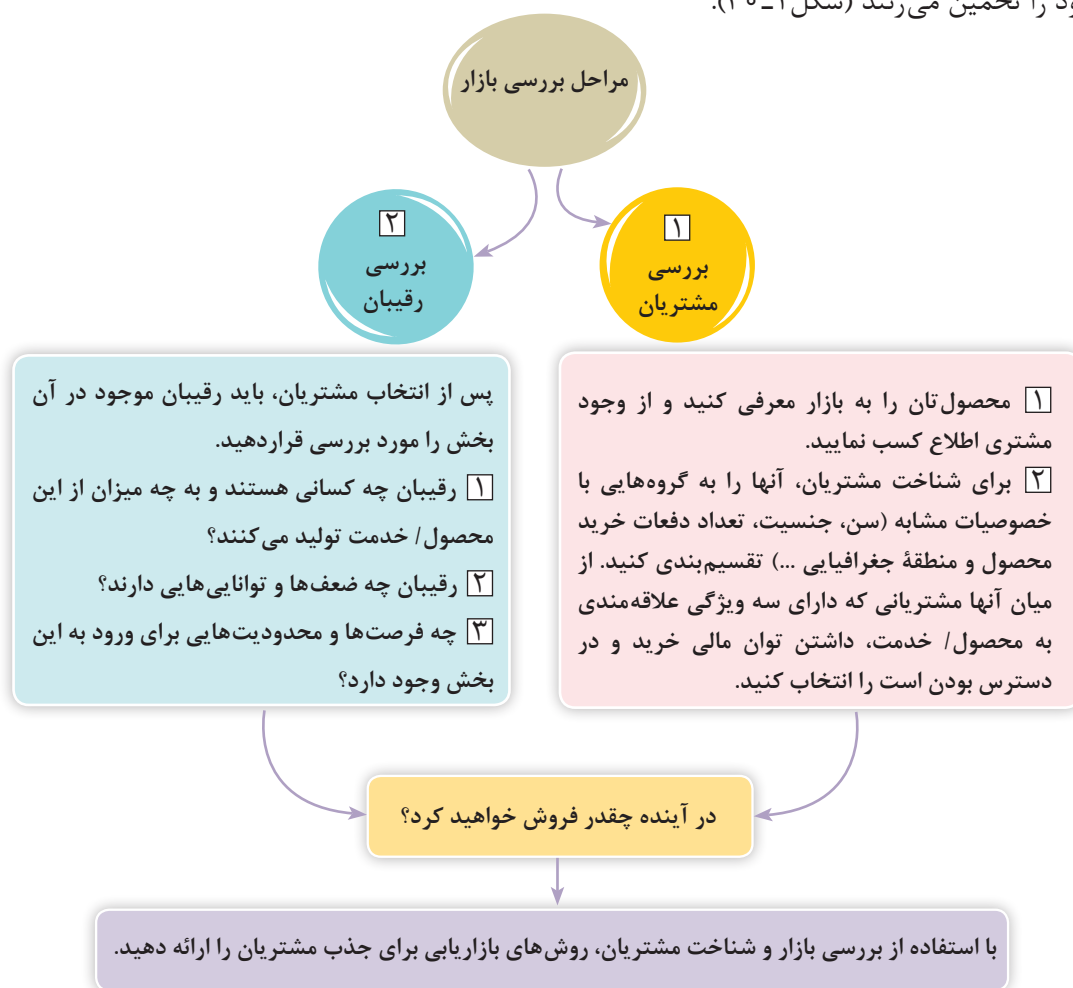 را تخمین می‌زنند (شکل
مراحل بررسی بازار
۱
بررسی
مشتریان
۲
بررسی
رقیبان
۱ محصول‌تان را به بازار معرفی کنید و از وجود
مشتری اطلاع کسب نمایید.
۲ برای شناخت مشتریان، آنها را به گروه‌هایی با
خصوصیات مشابه (سن، جنسیت، تعداد دفعات خرید
محصول و منطقهٔ جغرافیایی ...) تقسیم‌بندی کنید. از
میان آنها مشتریانی که دارای سه ویژگی علاقه‌مندی
به محصول/ خدمت، داشتن توان مالی خرید و در
دسترس بودن است را انتخاب کنید.
پس از انتخاب مشتریان، باید رقیبان موجود در آن
بخش را مورد بررسی قراردهید.
۱ رقیبان چه کسانی هستند و به چه میزان از این
محصول/ خدمت تولید می‌کنند؟
۲ رقیبان چه ضعف‌ها و توانایی‌هایی دارند؟
۳ چه فرصت‌ها و محدودیت‌هایی برای ورود به این
بخش وجود دارد؟
در آینده چقدر فروش خواهید کرد؟
با استفاده از بررسی بازار و شناخت مشتریان، روش‌های بازاریابی برای جذب مشتریان را ارائه دهید.